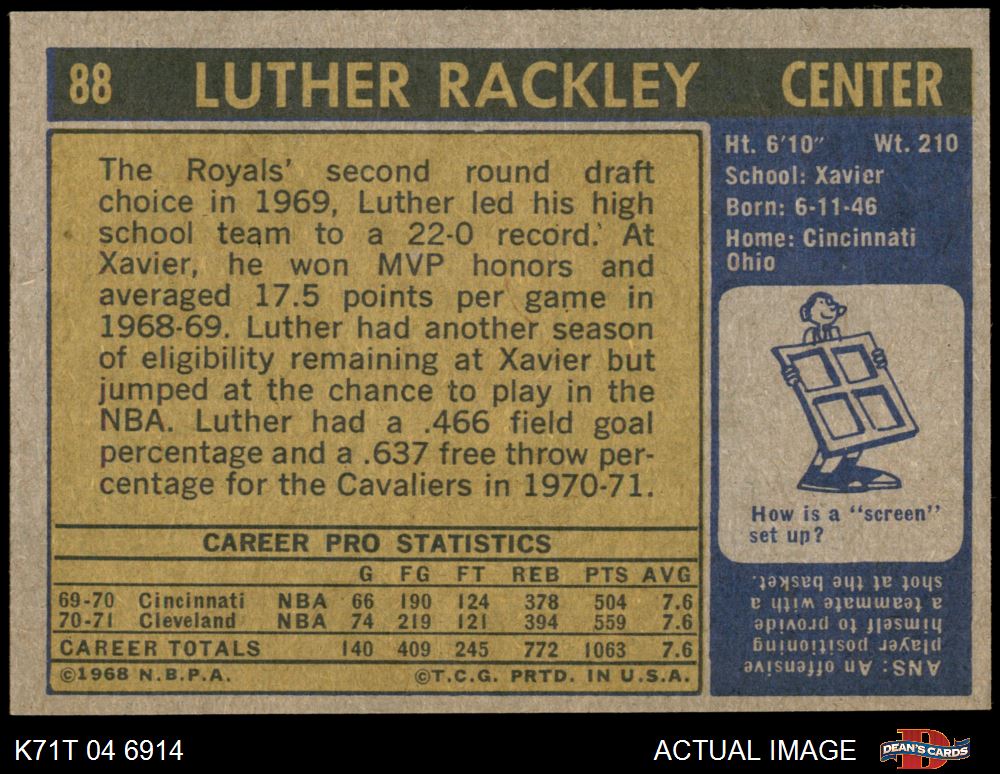 88 LUTHER RACKLEY CENTER
The Royals' second round draft
choice in 1969, Luther led his high
school team to a 22-0 record. At
Xavier, he won MVP honors and
averaged 17.5 points per game in
1968-69. Luther had another season
of eligibility remaining at Xavier but
jumped at the chance to play in the
NBA. Luther had a .466 field goal
percentage and a .637 free throw per-
centage for the Cavaliers in 1970-71.
CAREER PRO STATISTICS
G FG FT REB PTS AVG
69-70 Cincinnati NBA 66 190 124 378 504 7.6
70-71 Cleveland NBA 74 219 121 394 559 7.6
CAREER TOTALS 140 409 245 772 1063 7.6
©1968 N.B.P.A. ©T.C.G. PRTD. IN U.S.A.
Ht. 6'10" Wt. 210
School: Xavier
Born: 6-11-46
Home: Cincinnati
Ohio
How is a "screen"
set up?
ANS: An offensive
player positioning
himself to provide
a teammate with a
shot at the basket.
K71T 04 6914 ACTUAL IMAGE D DEAN'S CARDS